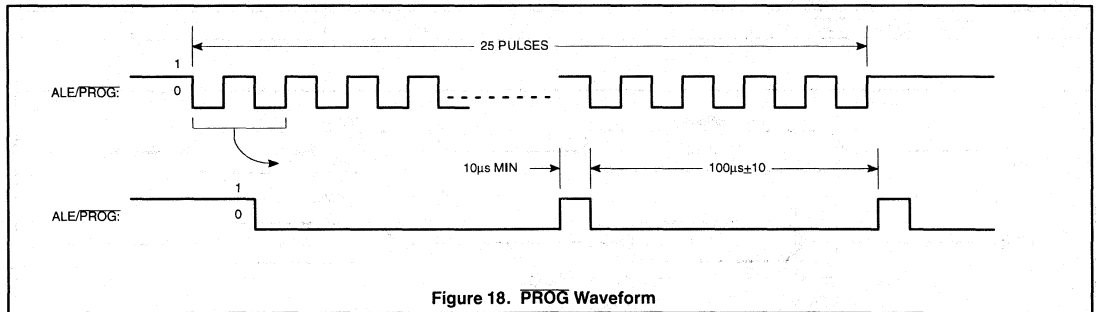 25 PULSES
1
ALE/PROG:
0
10µs MIN
100µs±10
1
ALE/PROG:
0
Figure 18. PROG Waveform